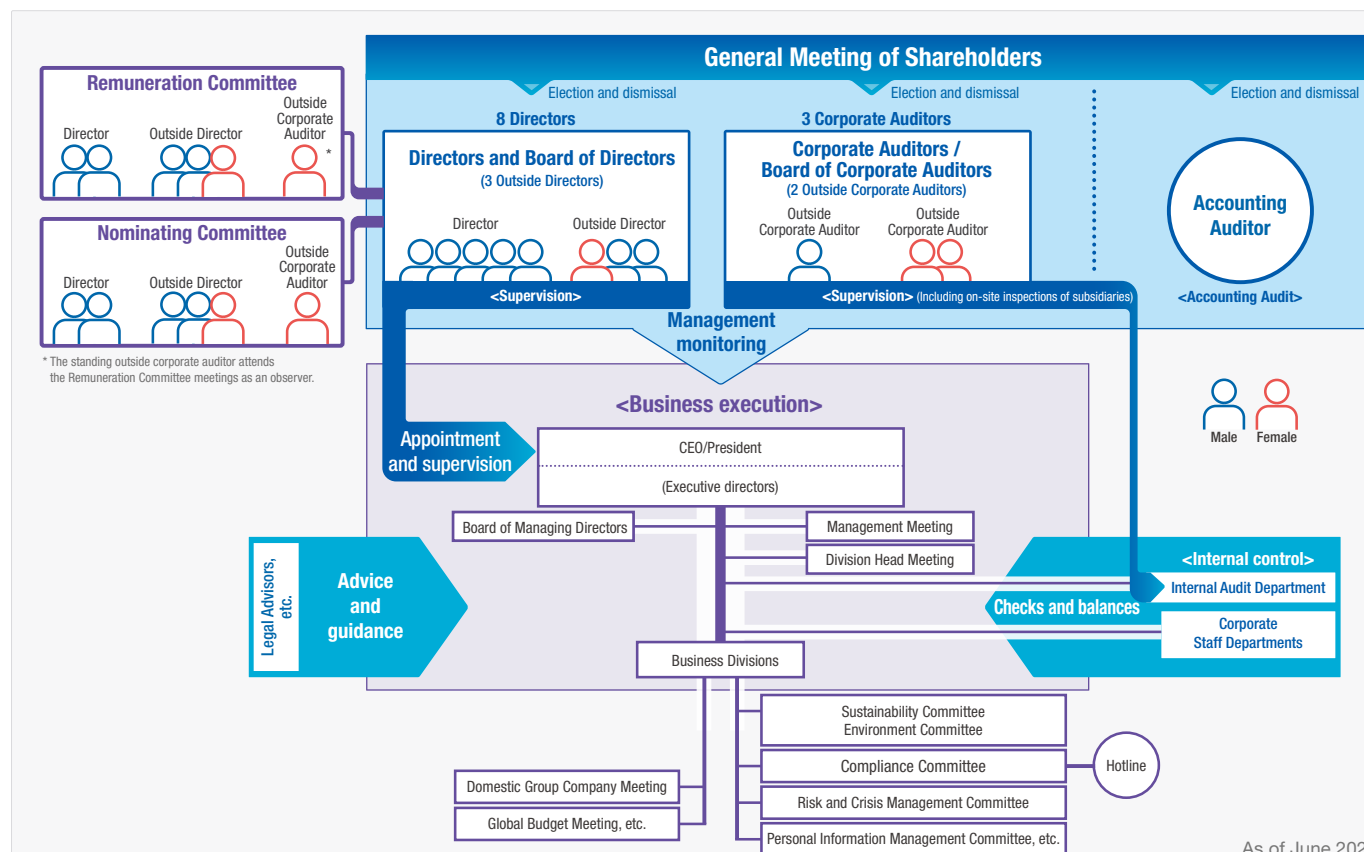 General Meeting of Shareholders
Remuneration Committee
Director
Outside Director
Outside
Corporate
Auditor
*
Nominating Committee
Director
Outside Director
Outside
Corporate
Auditor
* The standing outside corporate auditor attends
the Remuneration Committee meetings as an observer.
Election and dismissal
Election and dismissal
Election and dismissal
8 Directors
Directors and Board of Directors
(3 Outside Directors)
Director
Outside Director
<Supervision>
3 Corporate Auditors
Corporate Auditors /
Board of Corporate Auditors
(2 Outside Corporate Auditors)
Outside
Corporate Auditor
Outside
Corporate Auditor
<Supervision> (Including on-site inspections of subsidiaries)
Accounting
Auditor
<Accounting Audit>
Management
monitoring
Male
Female
<Business execution>
Appointment
and supervision
CEO/President
(Executive directors)
Board of Managing Directors
Management Meeting
Division Head Meeting
Legal Advisors,
etc.
Advice
and
guidance
Checks and balances
<Internal control>
Internal Audit Department
Corporate
Staff Departments
Business Divisions
Sustainability Committee
Environment Committee
Compliance Committee
Hotline
Domestic Group Company Meeting
Risk and Crisis Management Committee
Global Budget Meeting, etc.
Personal Information Management Committee, etc.
As of June